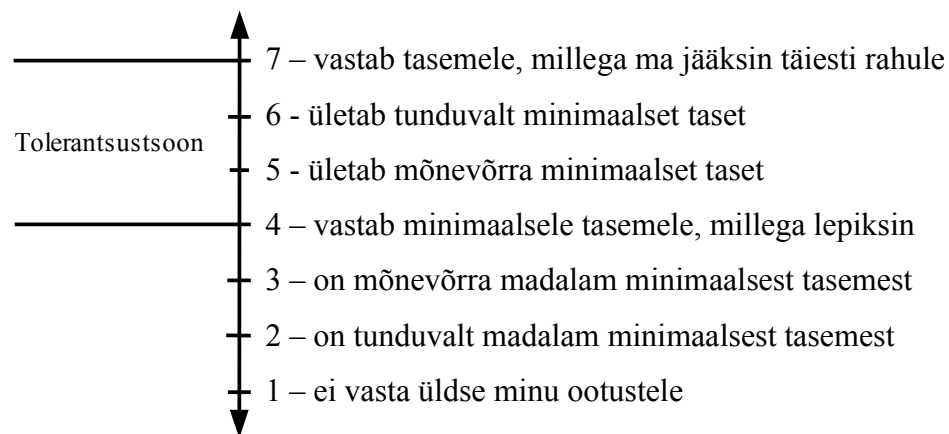 7 – vastab tasemele, millega ma jääksin täiesti rahule
6 - ületab tunduvalt minimaalset taset
Tolerantsustsoon
5 - ületab mõnevõrra minimaalset taset
4 – vastab minimaalsele tasemele, millega lepiksin
3 – on mõnevõrra madalam minimaalsest tasemest
2 – on tunduvalt madalam minimaalsest tasemest
1 – ei vasta üldse minu ootustele